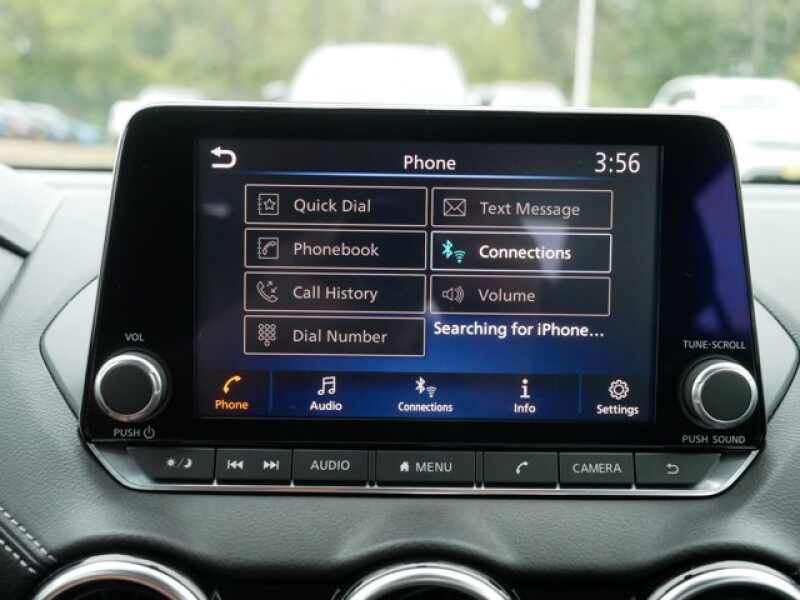 Phone
3:56
Quick Dial
Text Message
Phonebook
Connections
Call History
Volume
Dial Number
Searching for iPhone...
Phone
Audio
Connections
Info
Settings
VOL
PUSH
TUNE·SCROLL
PUSH SOUND
AUDIO
MENU
CAMERA